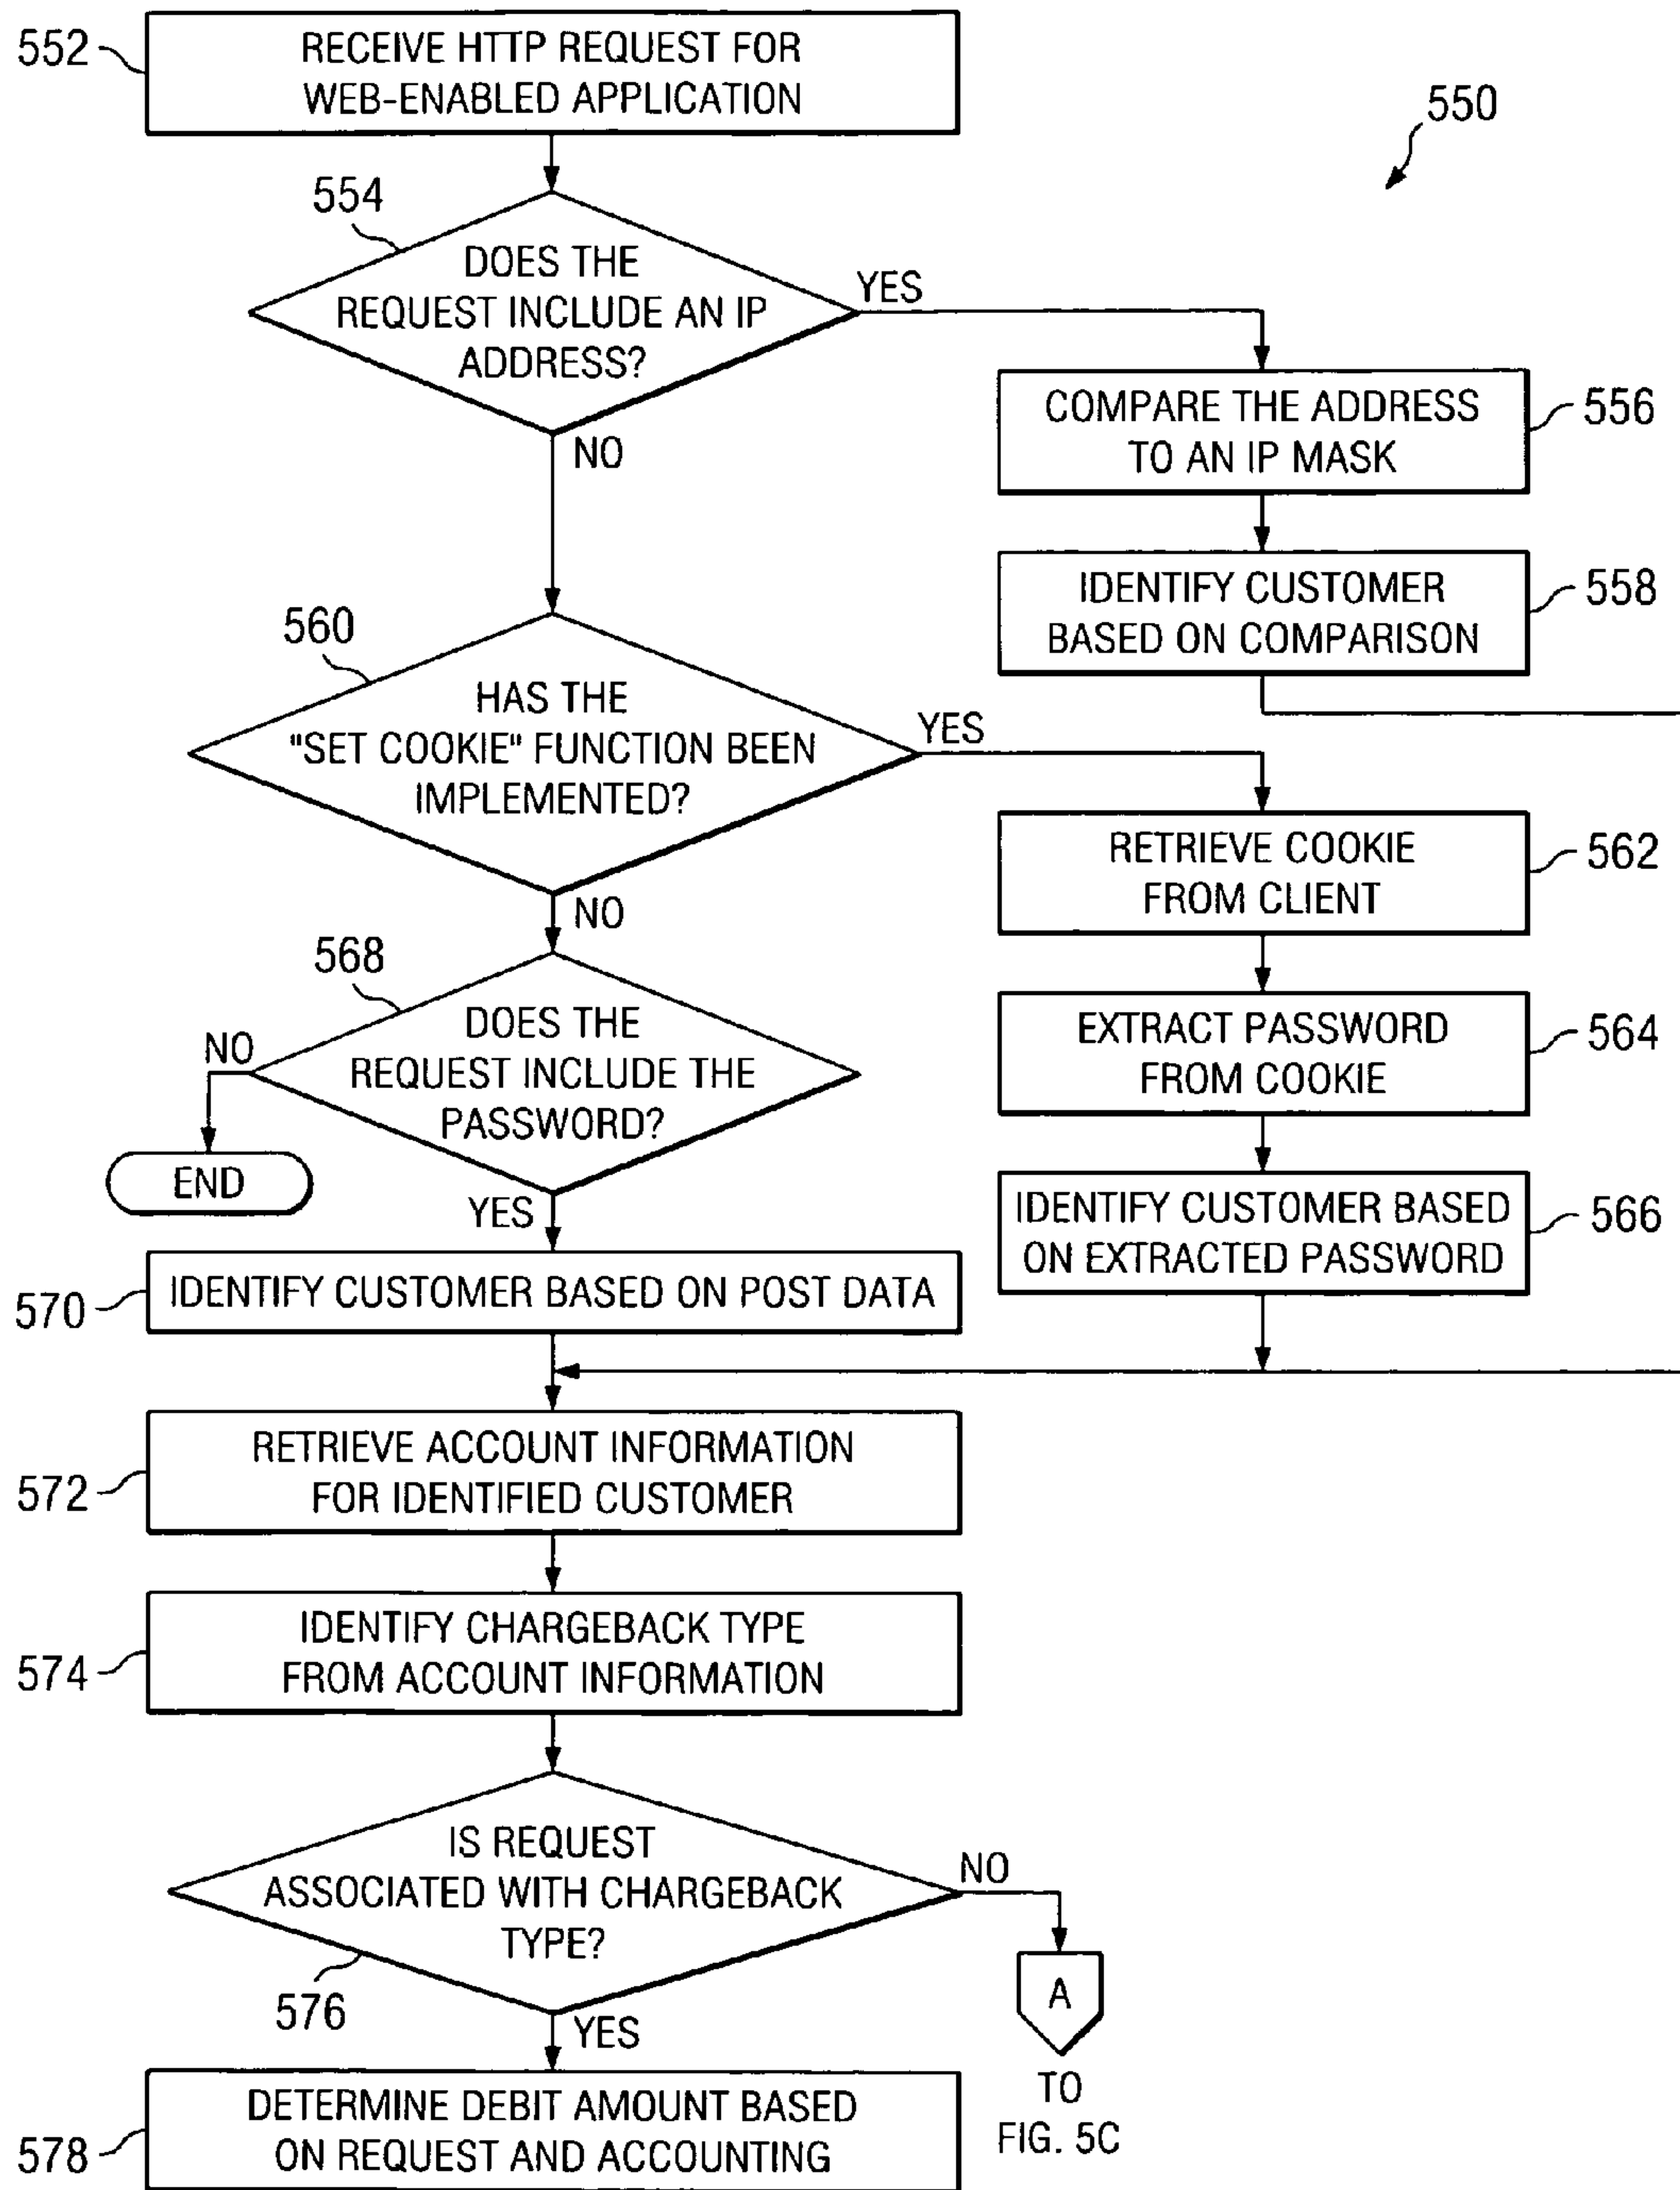 552
RECEIVE HTTP REQUEST FOR
WEB-ENABLED APPLICATION
550
554
DOES THE
REQUEST INCLUDE AN IP
ADDRESS?
YES
NO
COMPARE THE ADDRESS
TO AN IP MASK
556
IDENTIFY CUSTOMER
BASED ON COMPARISON
558
560
HAS THE
"SET COOKIE" FUNCTION BEEN
IMPLEMENTED?
YES
NO
RETRIEVE COOKIE
FROM CLIENT
562
EXTRACT PASSWORD
FROM COOKIE
564
IDENTIFY CUSTOMER BASED
ON EXTRACTED PASSWORD
566
568
DOES THE
REQUEST INCLUDE THE
PASSWORD?
NO
END
YES
570
IDENTIFY CUSTOMER BASED ON POST DATA
572
RETRIEVE ACCOUNT INFORMATION
FOR IDENTIFIED CUSTOMER
574
IDENTIFY CHARGEBACK TYPE
FROM ACCOUNT INFORMATION
IS REQUEST
ASSOCIATED WITH CHARGEBACK
TYPE?
576
NO
A
TO
FIG. 5C
YES
578
DETERMINE DEBIT AMOUNT BASED
ON REQUEST AND ACCOUNTING